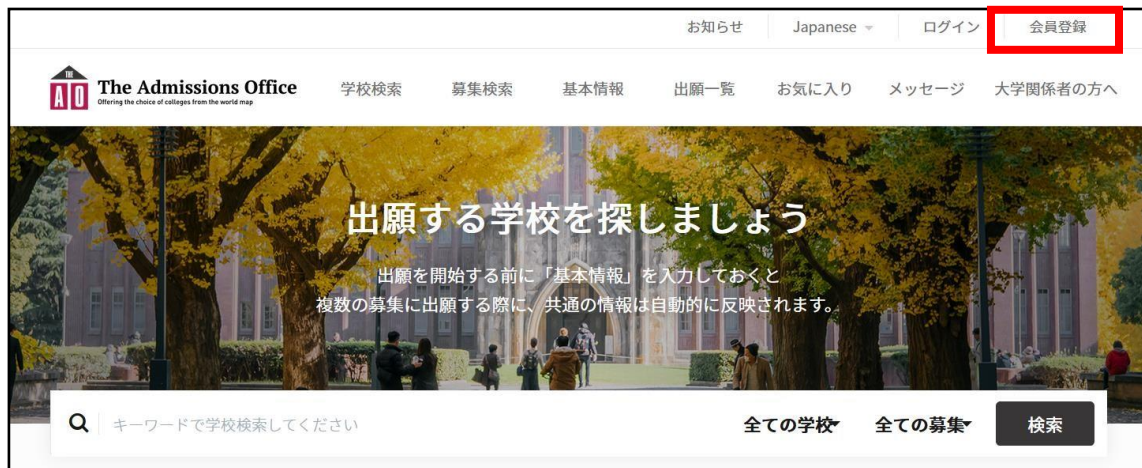 お知らせ Japanese ログイン 会員登録
THE
AO
The Admissions Office
Offering the choice of colleges from the world map
学校検索 募集検索 基本情報 出願一覧 お気に入り メッセージ 大学関係者の方へ
出願する学校を探しましょう
出願を開始する前に「基本情報」を入力しておくと
複数の募集に出願する際に、共通の情報は自動的に反映されます。
キーワードで学校検索してください 全ての学校 全ての募集 検索